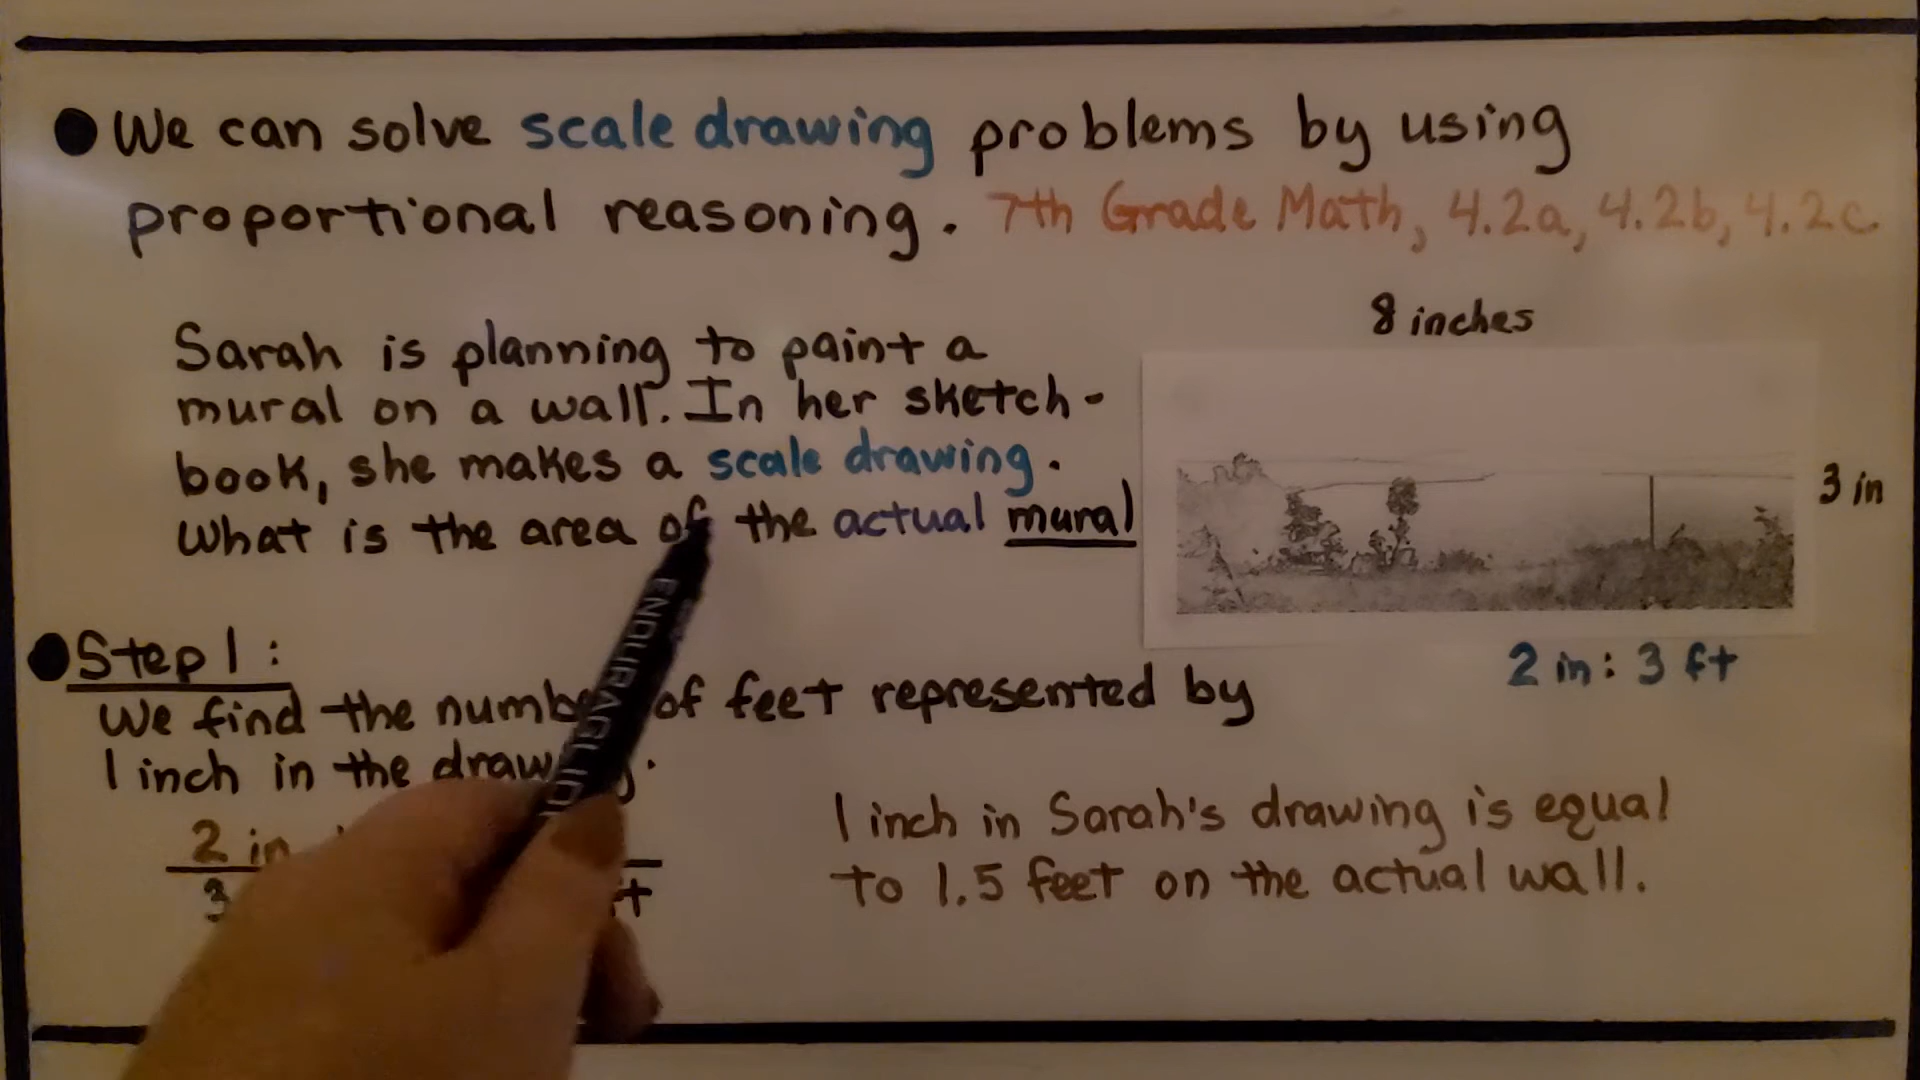 We can solve scale drawing problems by using
proportional reasoning. 7th Grade Math, 4.2a, 4.2b, 4.2c
8 inches
Sarah is planning to paint a
mural on a wall. In her sketch-
book, she makes a scale drawing.
What is the area of the actual mural
3 in
2 in : 3 ft
Step 1:
We find the of feet represented by
1 inch in the
2 in
3
1 inch in Sarah's drawing is equal
to 1.5 feet on the actual wall.